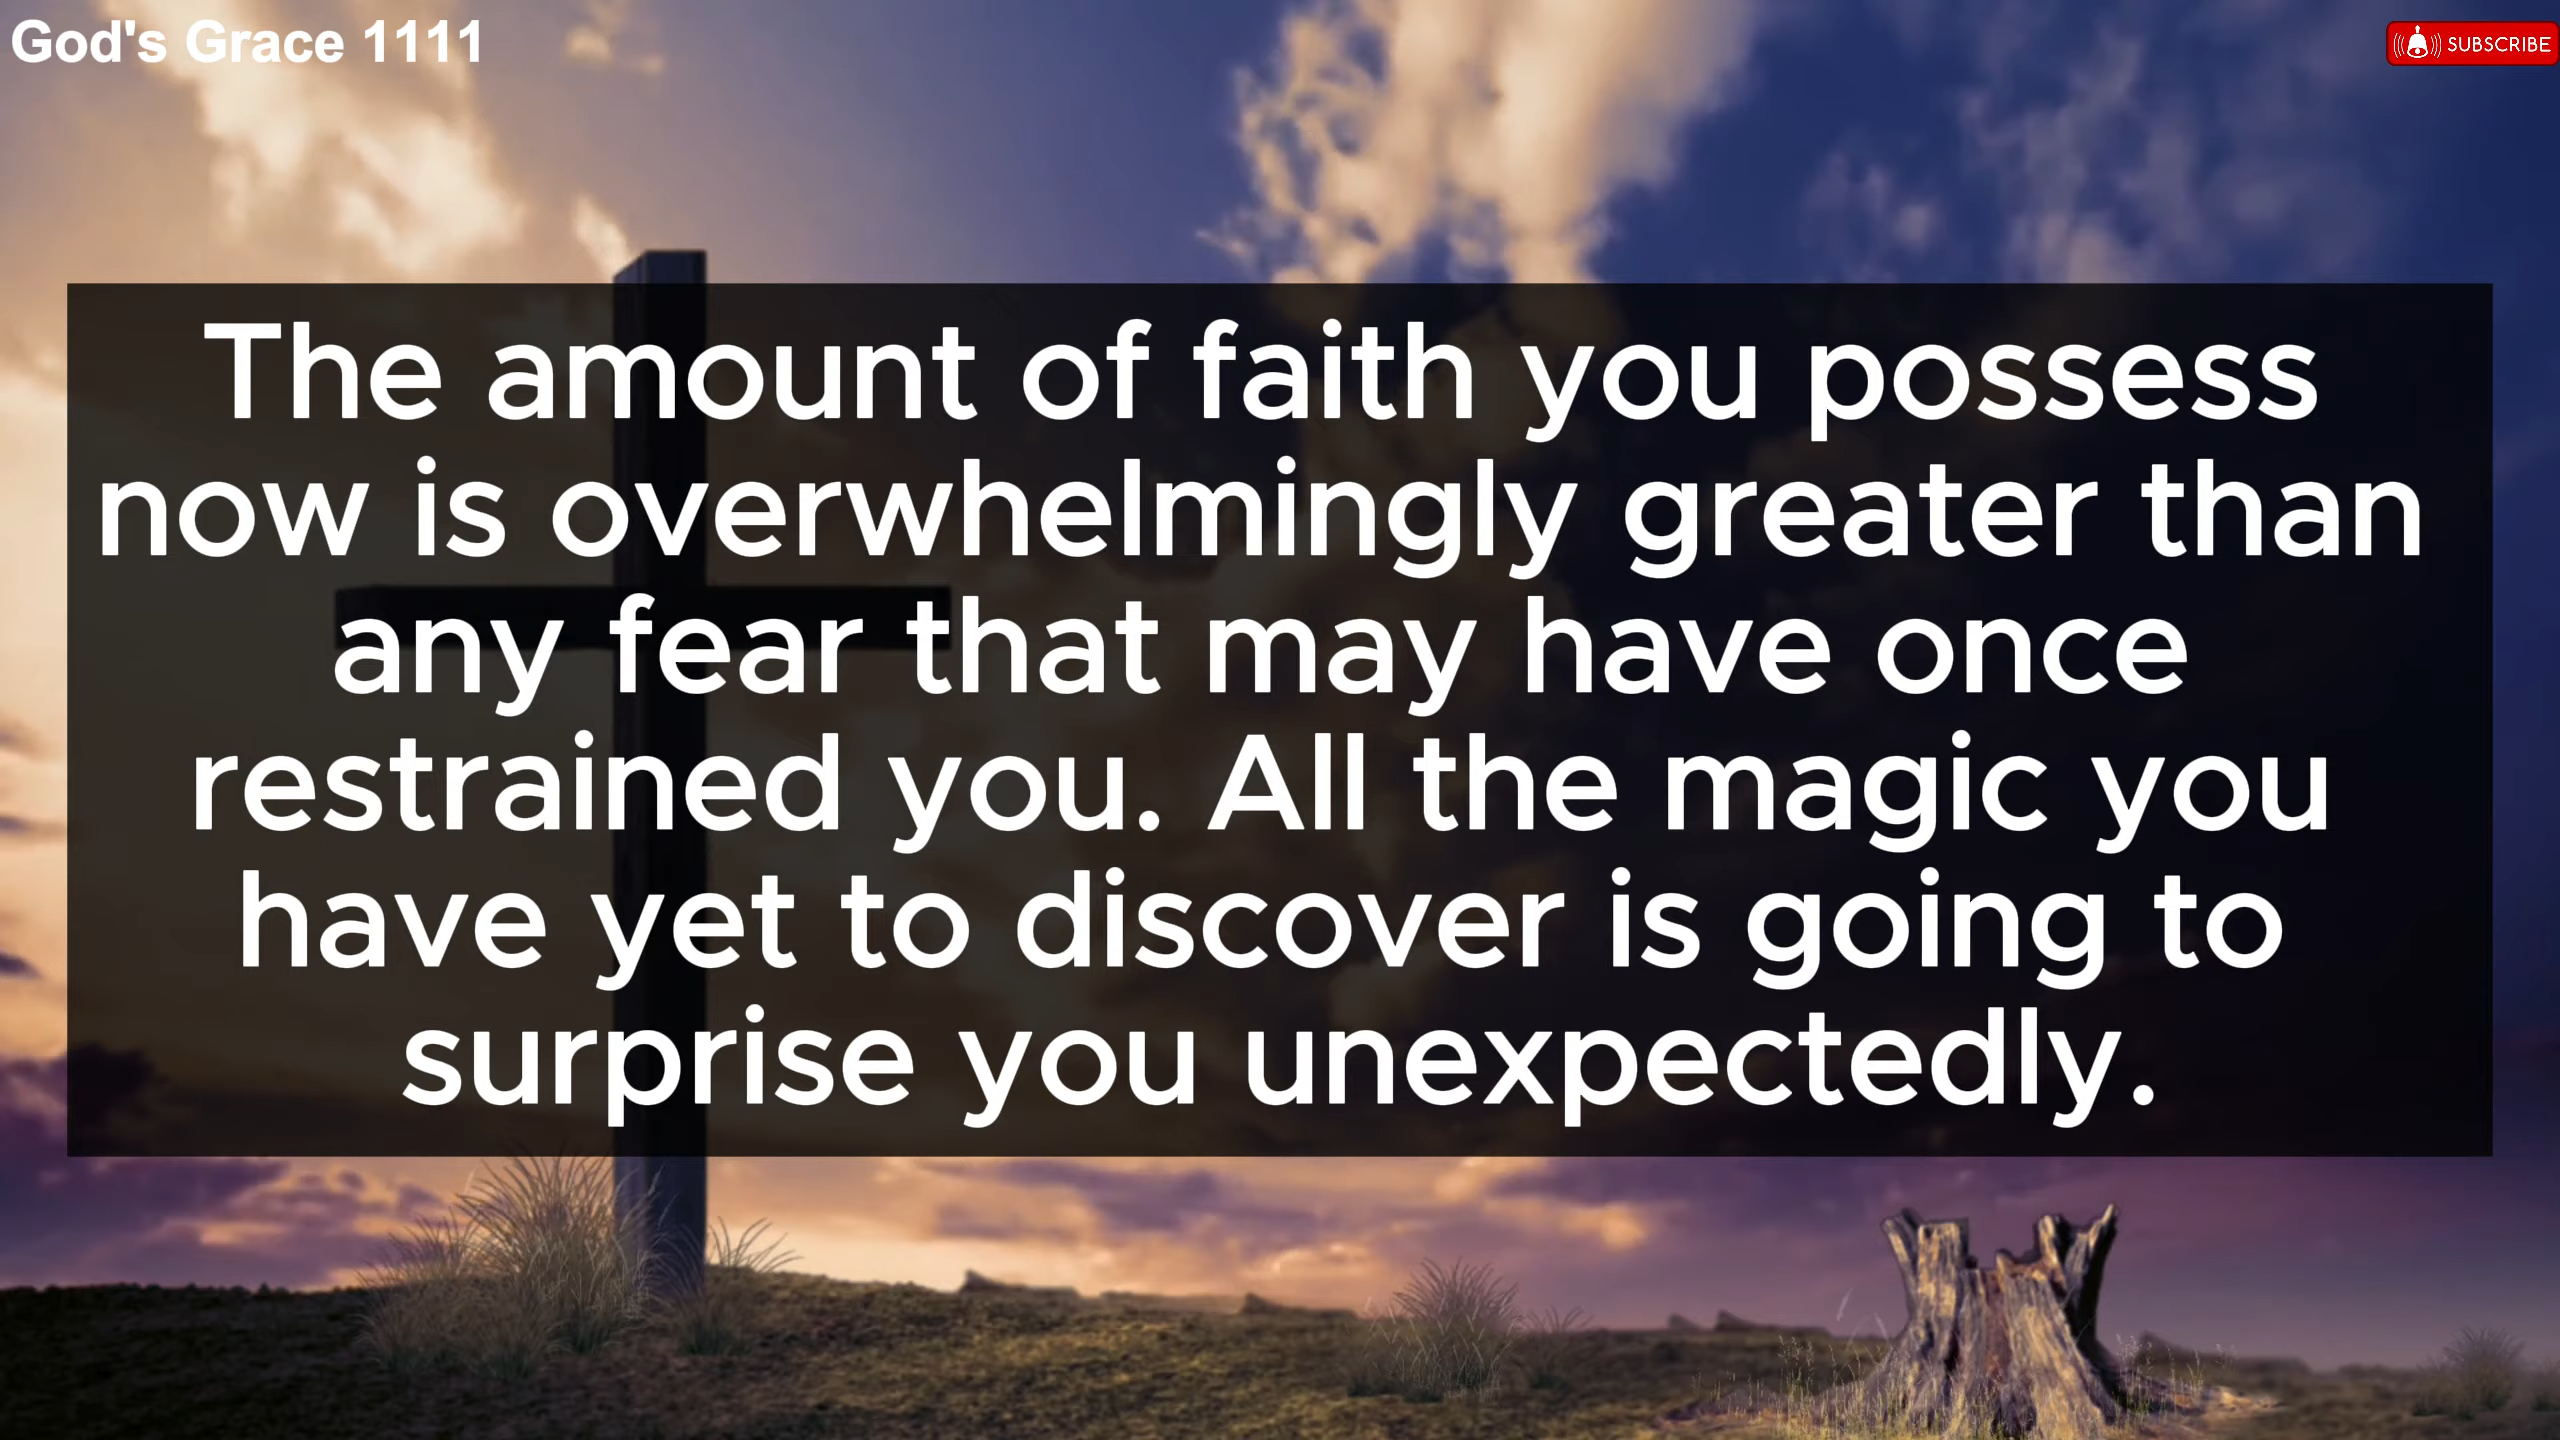 God's Grace 1111
SUBSCRIBE
The amount of faith you possess
now is overwhelmingly greater than
any fear that may have once
restrained you. All the magic you
have yet to discover is going to
surprise you unexpectedly.